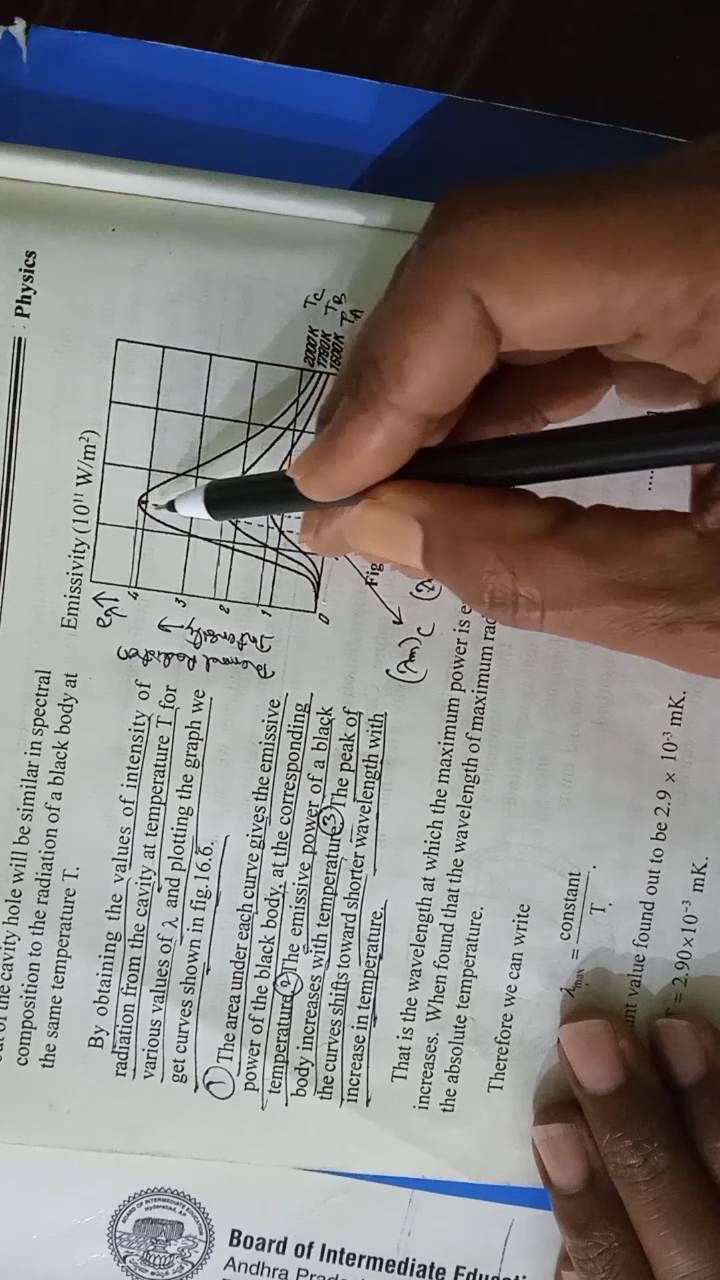 : Physics
the cavity hole will be similar in spectral
composition to the radiation of a black body at
the same temperature T.
By obtaining the values of intensity of
radiation from the cavity at temperature T for
various values of λ and plotting the graph we
get curves shown in fig.16.6.
① The area under each curve gives the emissive
power of the black body, at the corresponding
temperature ② The emissive power of a black
body increases with temperature ③ The peak of
the curves shifts toward shorter wavelength with
increase in temperature.
Emissivity (10¹¹ W/m²)
4
3
2
1
0
Thermal Radiation
Intensity →
2000K TC
1790K TB
1600K TA
Fig
(λm)C
That is the wavelength at which the maximum power is
increases. When found that the wavelength of maximum
the absolute temperature.
Therefore we can write
λmax = constant
T.
value found out to be 2.9 × 10⁻³ mK.
= 2.90×10⁻³ mK.
BOARD OF INTERMEDIATE EDUCATION
Hyderabad, A.P
Board of Intermediate
Andhra